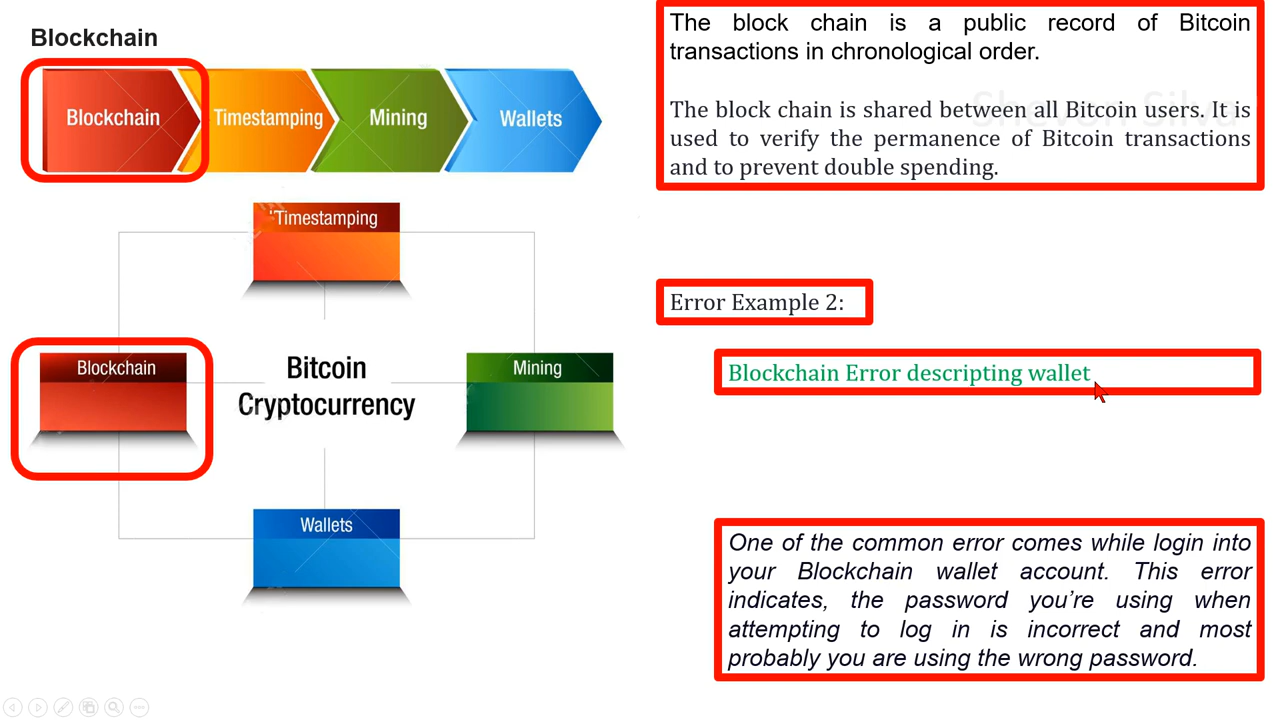 Blockchain
Blockchain
Timestamping
Mining
Wallets
Timestamping
Blockchain
Bitcoin
Cryptocurrency
Mining
Wallets
The block chain is a public record of Bitcoin
transactions in chronological order.
Shevon Silva
The block chain is shared between all Bitcoin users. It is
used to verify the permanence of Bitcoin transactions
and to prevent double spending.
Error Example 2:
Blockchain Error descripting wallet
One of the common error comes while login into
your Blockchain wallet account. This error
indicates, the password you’re using when
attempting to log in is incorrect and most
probably you are using the wrong password.